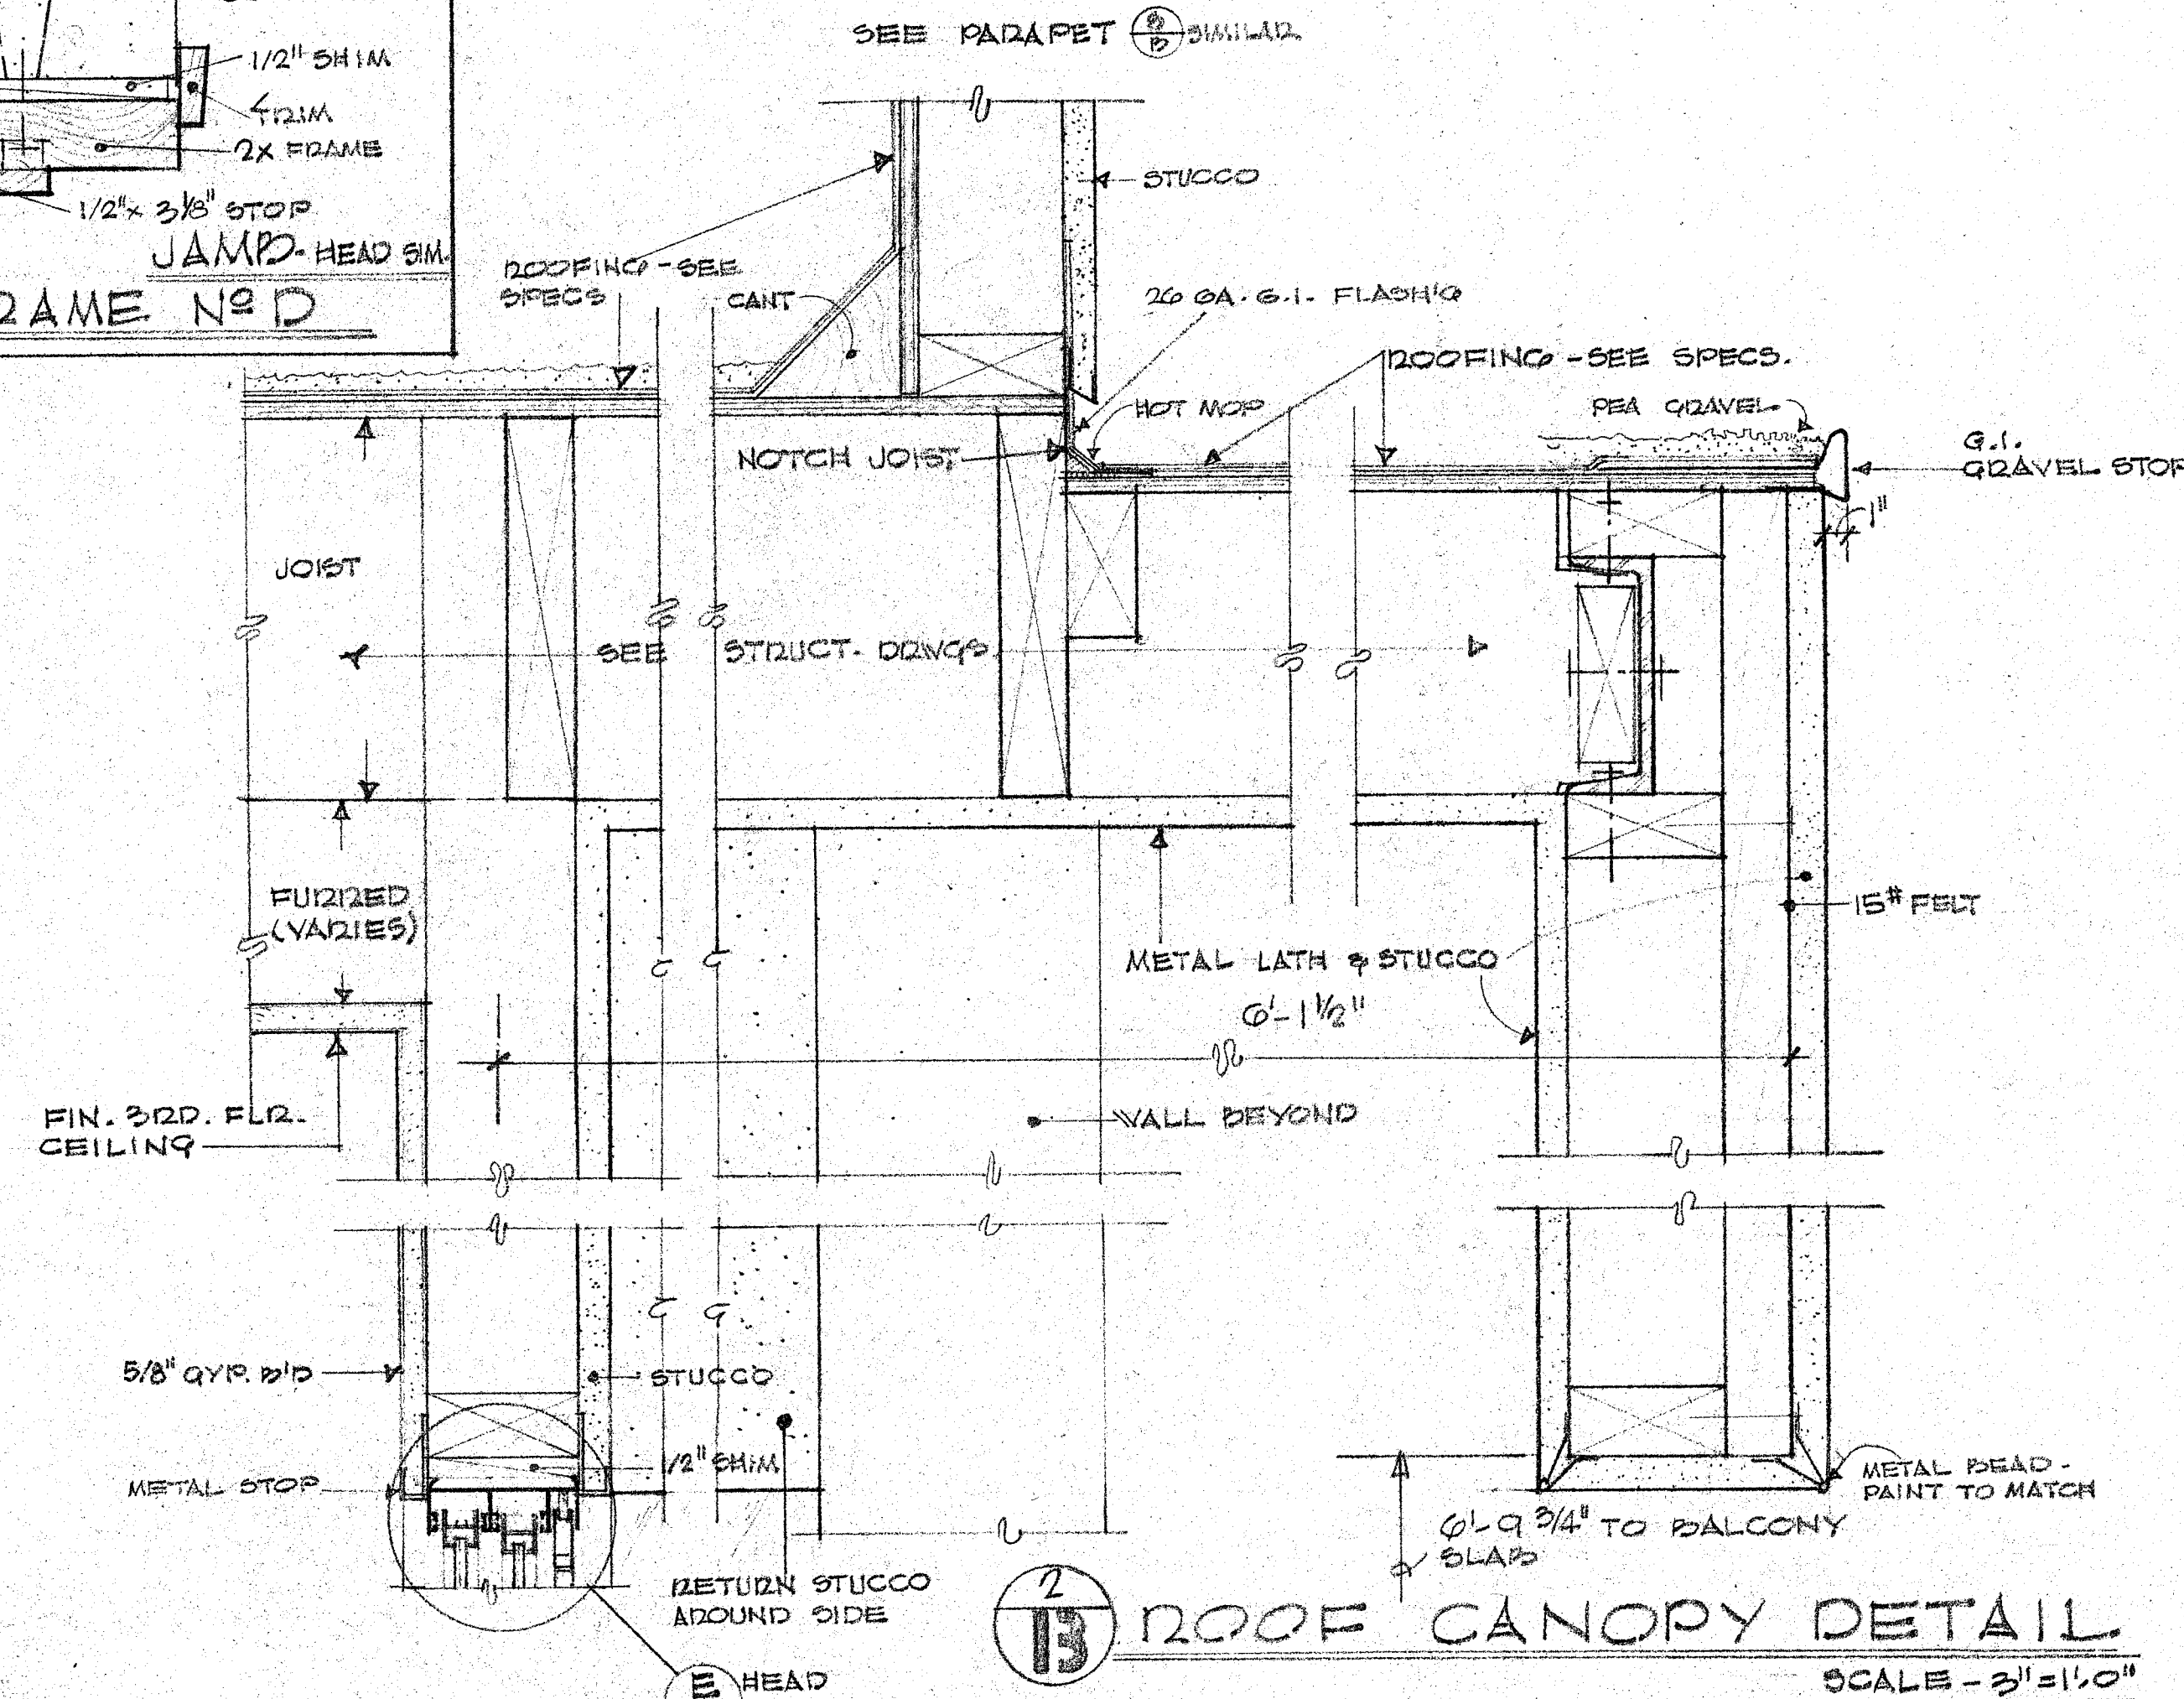 SEE PARAPET 8/13 SIMILAR
1/2" SHIM
TRIM
2X FRAME
1/2" x 3 1/8" STOP
JAMB - HEAD SIM.
RAME Nº D
STUCCO
ROOFING - SEE
SPECS
CANT
26 GA. G.I. FLASH'G
ROOFING - SEE SPECS.
HOT MOP
PEA GRAVEL
NOTCH JOIST
G.I.
GRAVEL STOP
1"
JOIST
SEE STRUCT. DRWGS.
FURRED
(VARIES)
15# FELT
METAL LATH & STUCCO
6'-1 1/2"
FIN. 3RD. FLR.
CEILING
WALL BEYOND
5/8" GYP. B'D
STUCCO
1/2" SHIM
METAL STOP
METAL BEAD -
PAINT TO MATCH
6'-9 3/4" TO BALCONY
SLAB
RETURN STUCCO
AROUND SIDE
2
13
ROOF CANOPY DETAIL
SCALE - 3" = 1'-0"
E HEAD